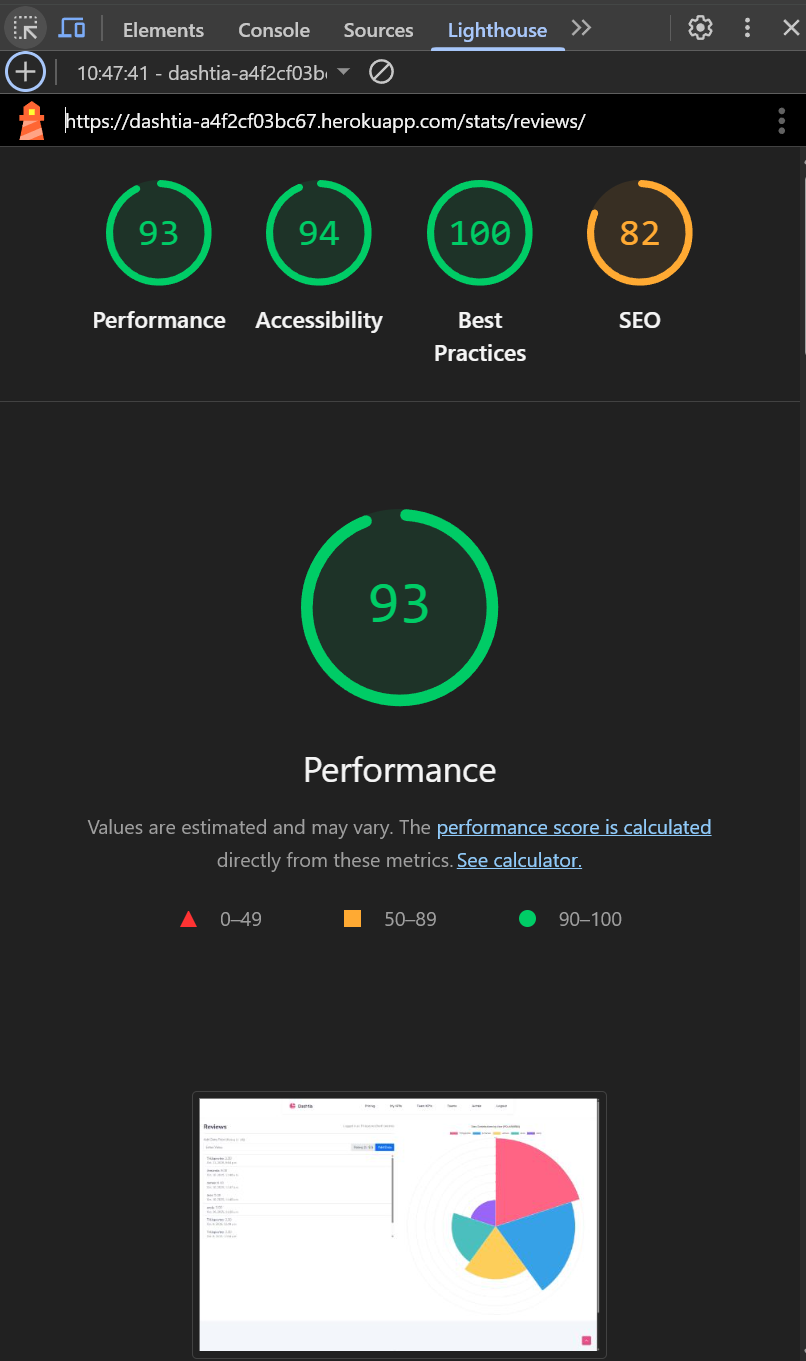 Elements Console Sources Lighthouse
10:47:41 - dashtia-a4f2cf03b
https://dashtia-a4f2cf03bc67.herokuapp.com/stats/reviews/
93 94 100 82
Performance Accessibility Best Practices SEO
93
Performance
Values are estimated and may vary. The performance score is calculated
directly from these metrics. See calculator.
0–49 50–89 90–100
Dashtia
Reviews